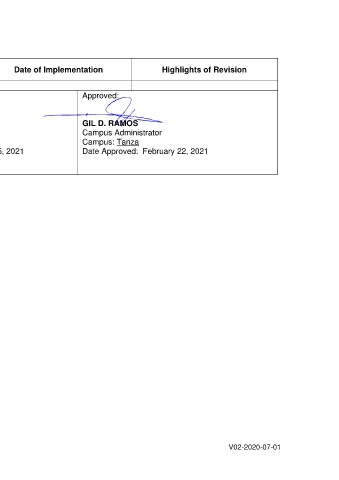 Date of Implementation
Highlights of Revision
Approved:
GIL D. RAMOS
Campus Administrator
Campus: Tanza
, 2021
Date Approved:  February 22, 2021
V02-2020-07-01